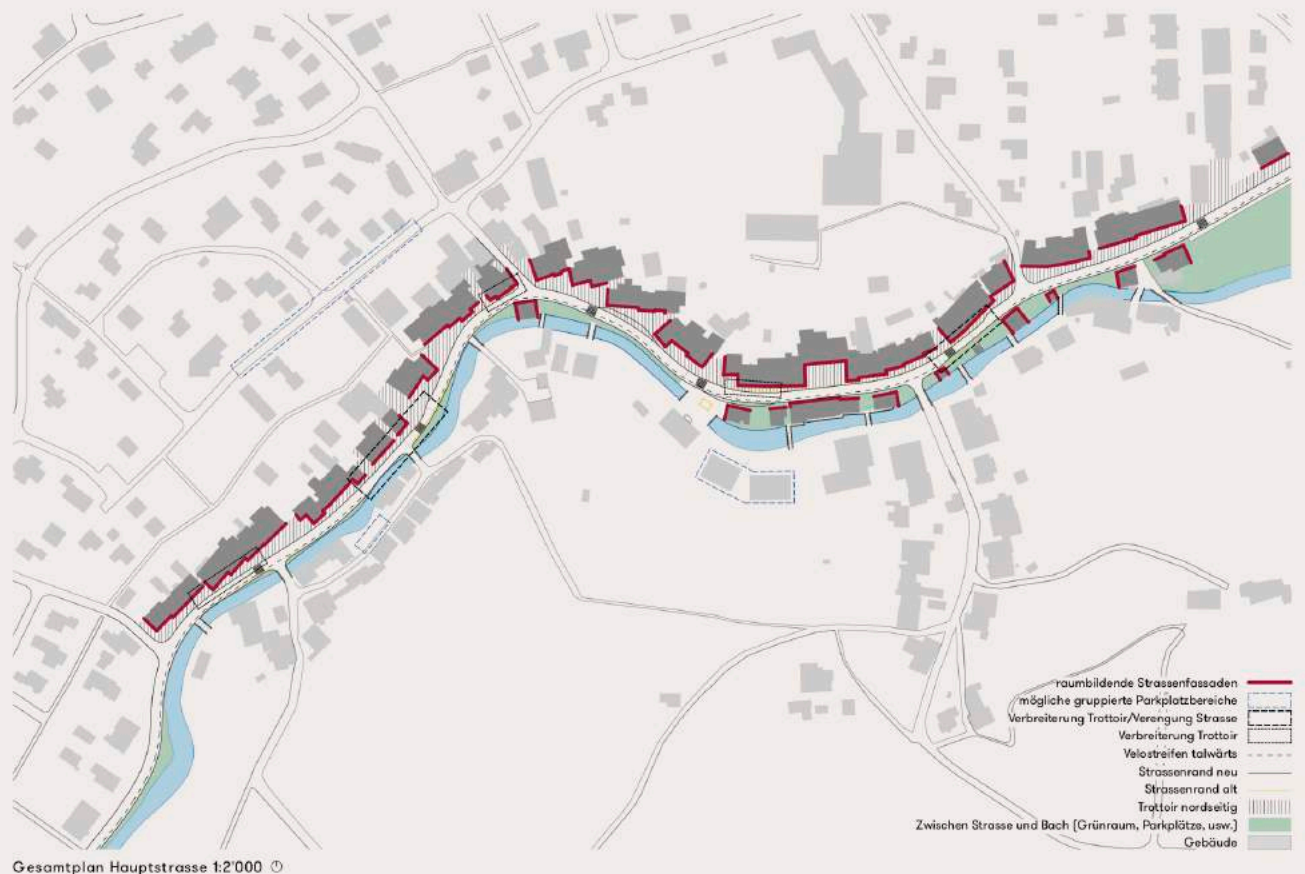 raumbildende Strassenfassaden
mögliche gruppierte Parkplatzbereiche
Verbreiterung Trottoir/Verengung Strasse
Verbreiterung Trottoir
Velostreifen talwärts
Strassenrand neu
Strassenrand alt
Trottoir nordseitig
Zwischen Strasse und Bach (Grünraum, Parkplätze, usw.)
Gebäude
Gesamtplan Hauptstrasse 1:2'000